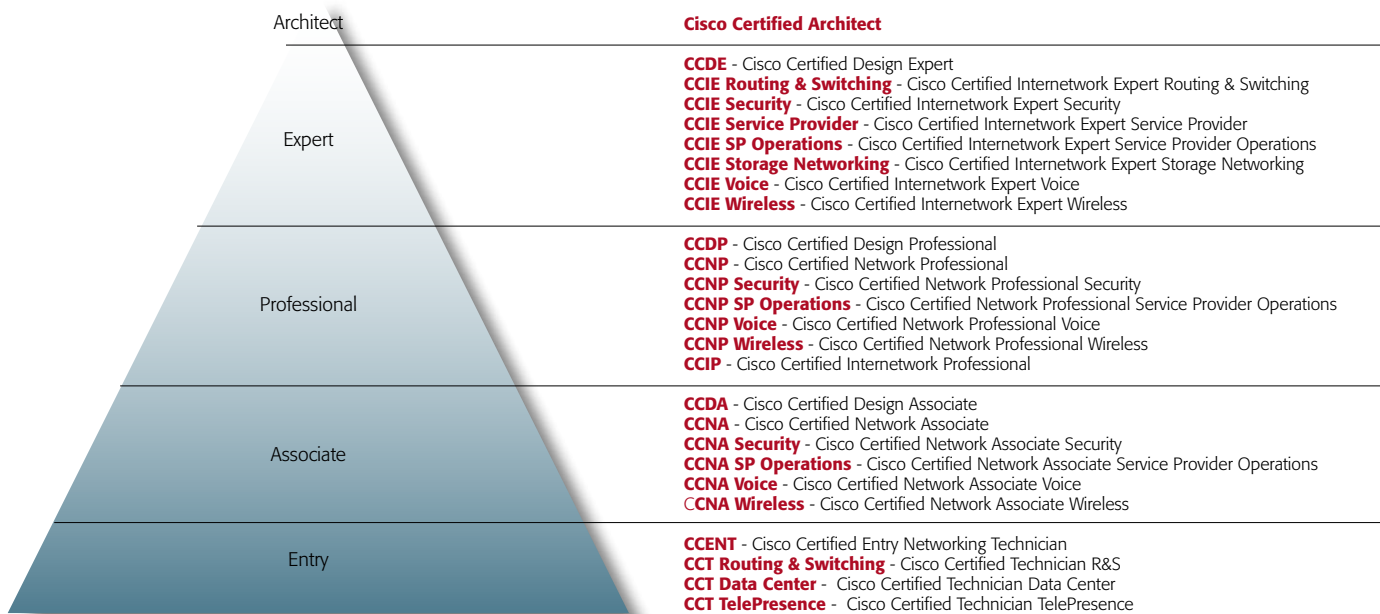 Architect
Cisco Certified Architect
Expert
CCDE - Cisco Certified Design Expert
CCIE Routing & Switching - Cisco Certified Internetwork Expert Routing & Switching
CCIE Security - Cisco Certified Internetwork Expert Security
CCIE Service Provider - Cisco Certified Internetwork Expert Service Provider
CCIE SP Operations - Cisco Certified Internetwork Expert Service Provider Operations
CCIE Storage Networking - Cisco Certified Internetwork Expert Storage Networking
CCIE Voice - Cisco Certified Internetwork Expert Voice
CCIE Wireless - Cisco Certified Internetwork Expert Wireless
Professional
CCDP - Cisco Certified Design Professional
CCNP - Cisco Certified Network Professional
CCNP Security - Cisco Certified Network Professional Security
CCNP SP Operations - Cisco Certified Network Professional Service Provider Operations
CCNP Voice - Cisco Certified Network Professional Voice
CCNP Wireless - Cisco Certified Network Professional Wireless
CCIP - Cisco Certified Internetwork Professional
Associate
CCDA - Cisco Certified Design Associate
CCNA - Cisco Certified Network Associate
CCNA Security - Cisco Certified Network Associate Security
CCNA SP Operations - Cisco Certified Network Associate Service Provider Operations
CCNA Voice - Cisco Certified Network Associate Voice
CCNA Wireless - Cisco Certified Network Associate Wireless
Entry
CCENT - Cisco Certified Entry Networking Technician
CCT Routing & Switching - Cisco Certified Technician R&S
CCT Data Center - Cisco Certified Technician Data Center
CCT TelePresence - Cisco Certified Technician TelePresence